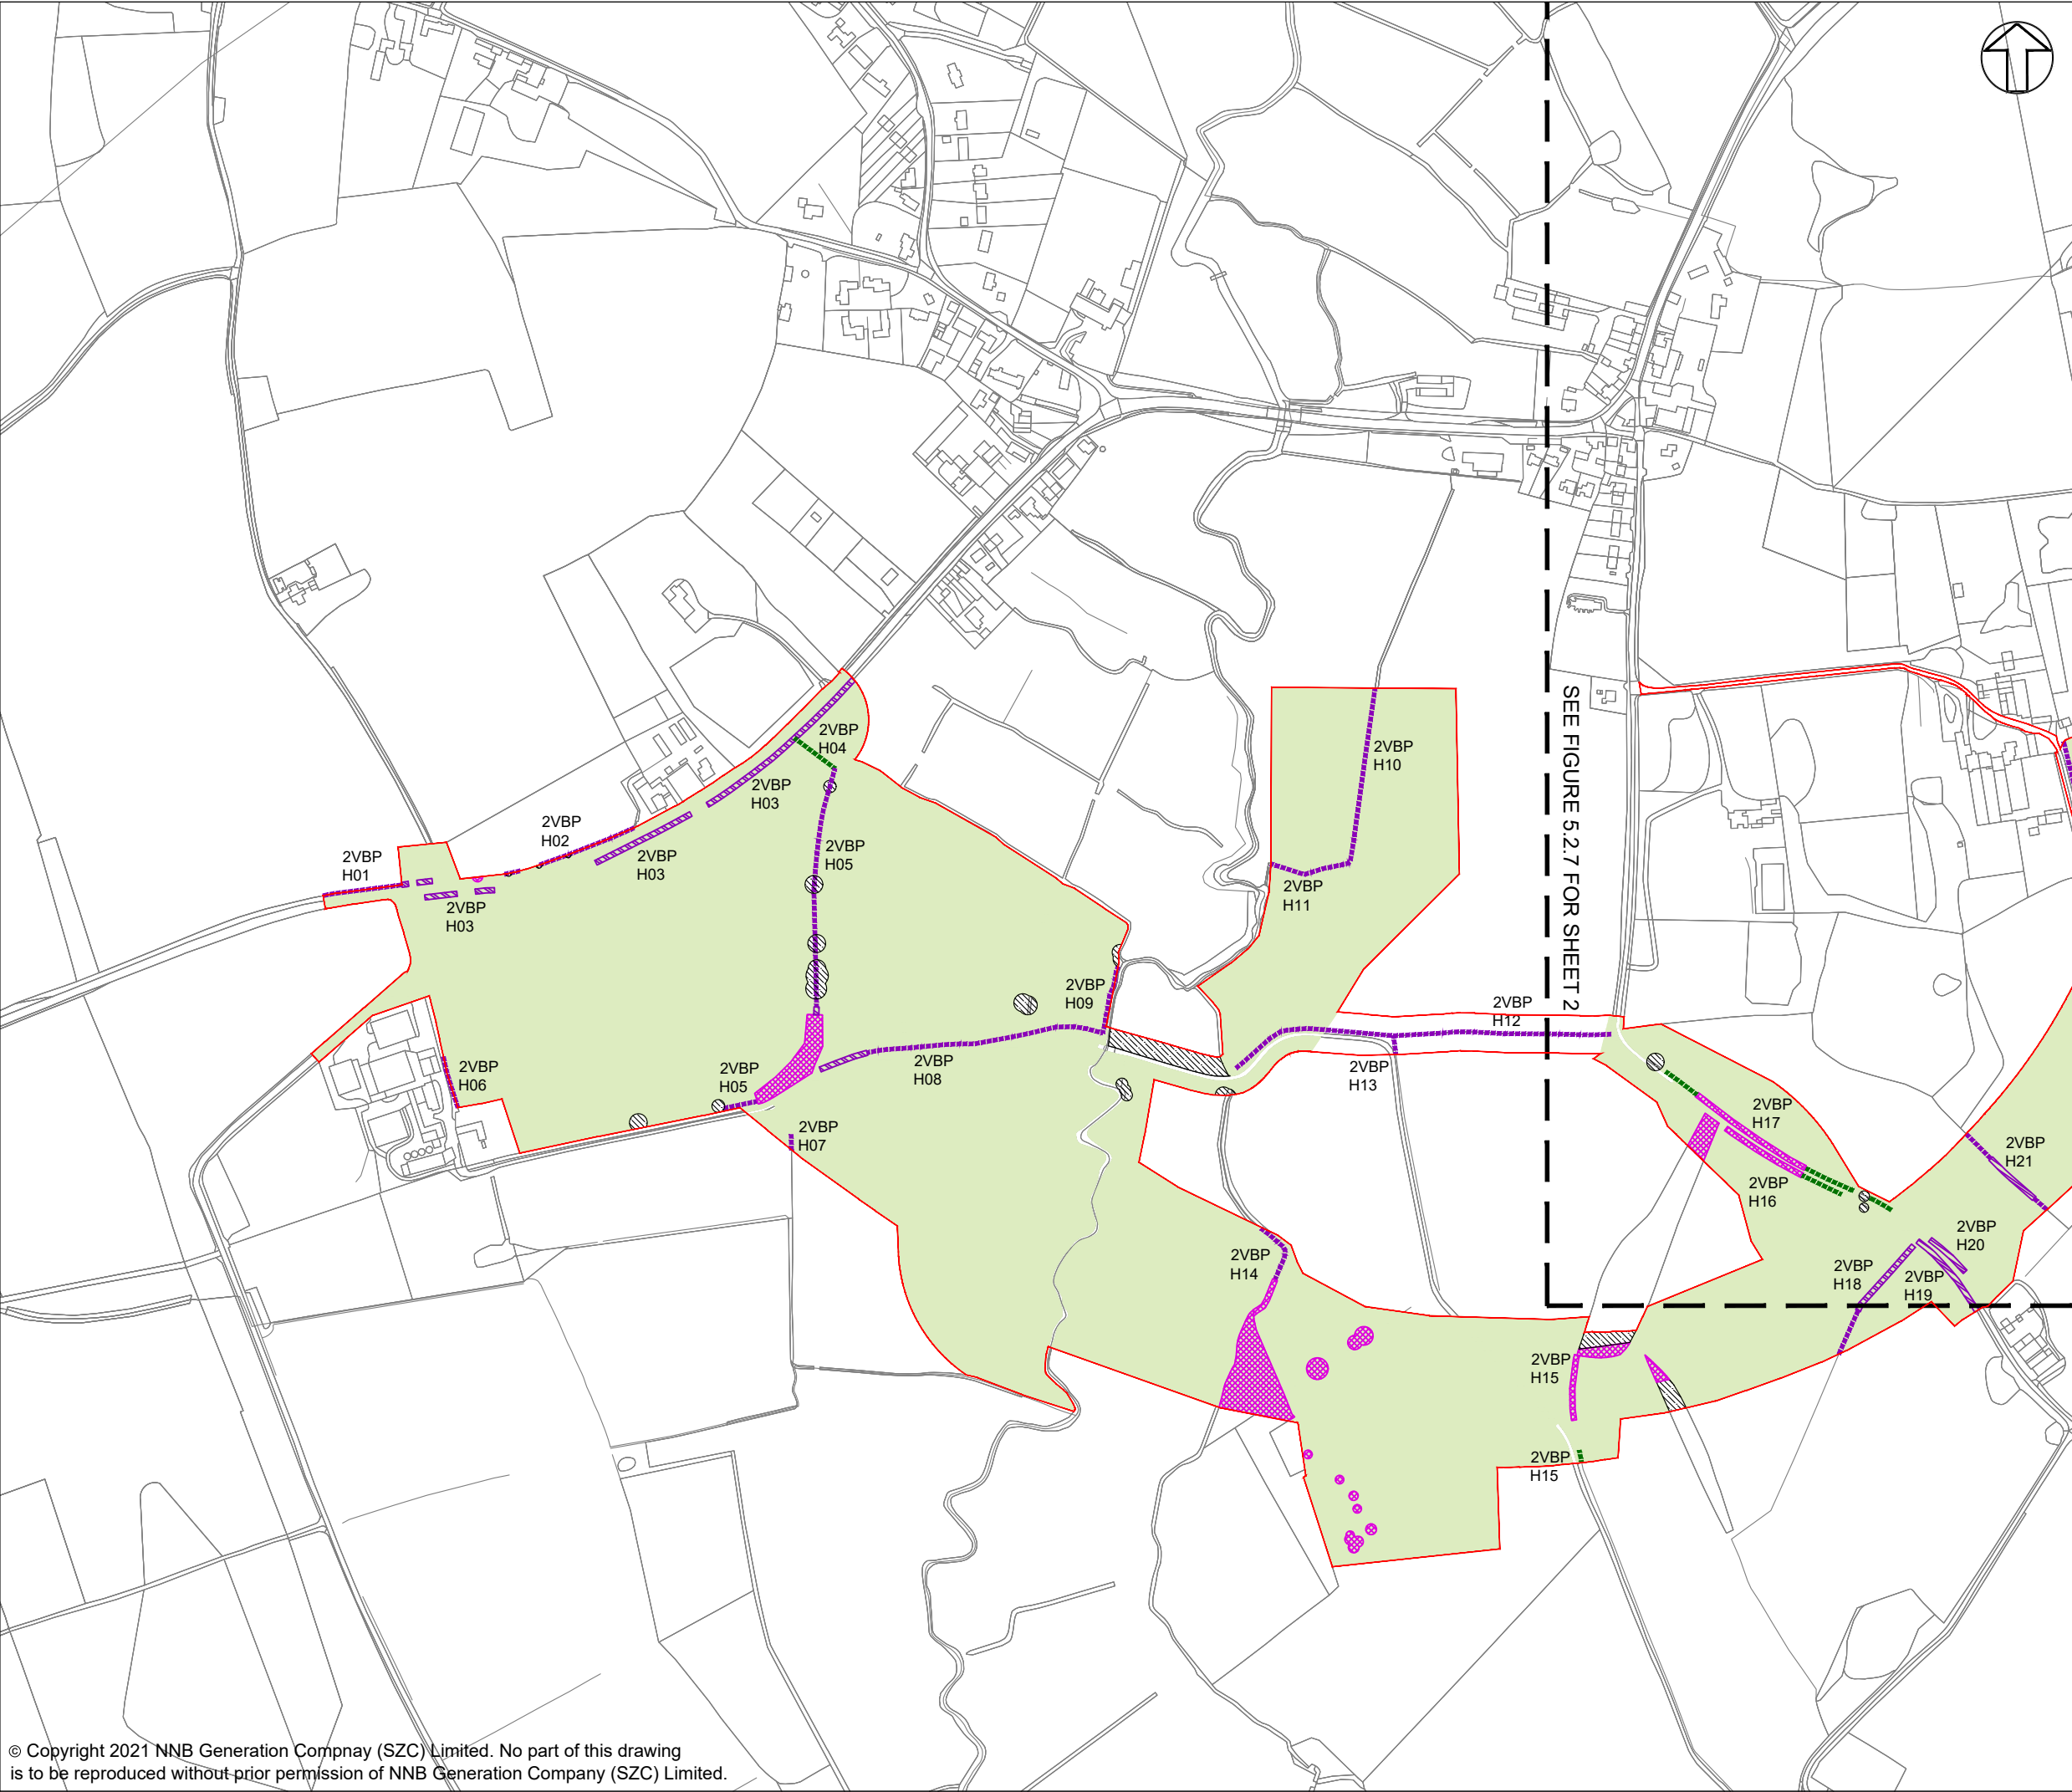 2VBP
H04
2VBP
H10
2VBP
H03
2VBP
H02
2VBP
H05
2VBP
H01
2VBP
H03
2VBP
H11
2VBP
H03
SEE FIGURE 5.2.7 FOR SHEET 2
2VBP
H09
2VBP
H12
2VBP
H08
2VBP
H06
2VBP
H05
2VBP
H13
2VBP
H17
2VBP
H07
2VBP
H21
2VBP
H16
2VBP
H20
2VBP
H14
2VBP
H18
2VBP
H19
2VBP
H15
2VBP
H15
© Copyright 2021 NNB Generation Compnay (SZC) Limited. No part of this drawing
is to be reproduced without prior permission of NNB Generation Company (SZC) Limited.